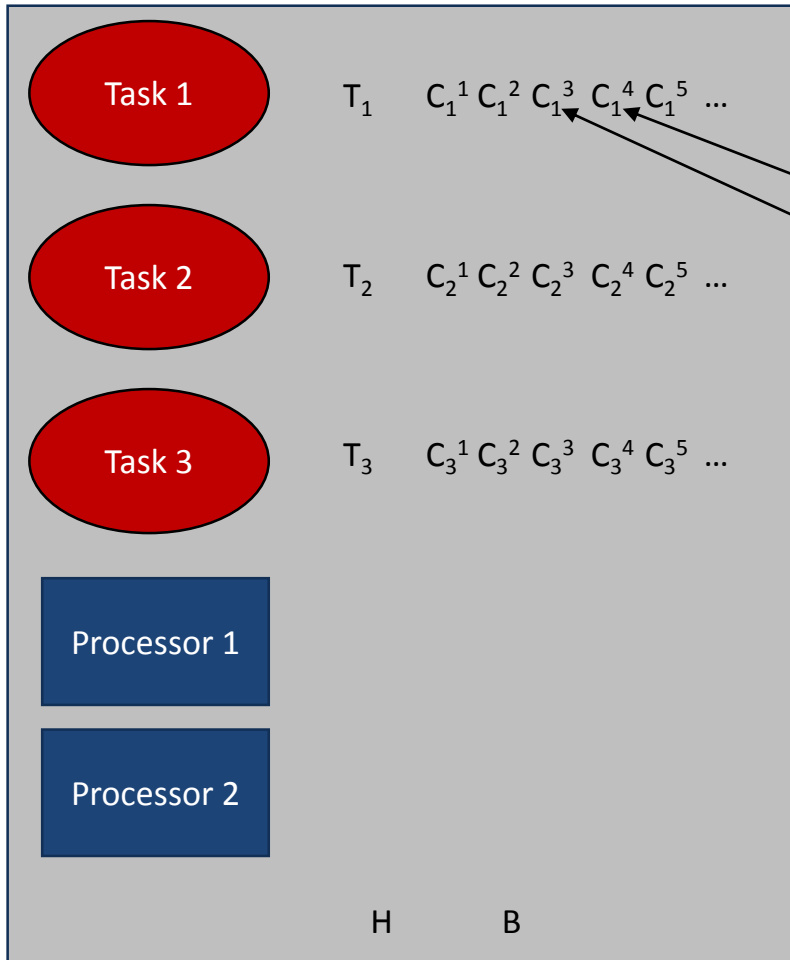 Task 1 T₁ C₁¹ C₁² C₁³ C₁⁴ C₁⁵ ...
Task 2 T₂ C₂¹ C₂² C₂³ C₂⁴ C₂⁵ ...
Task 3 T₃ C₃¹ C₃² C₃³ C₃⁴ C₃⁵ ...
Processor 1
Processor 2
H B